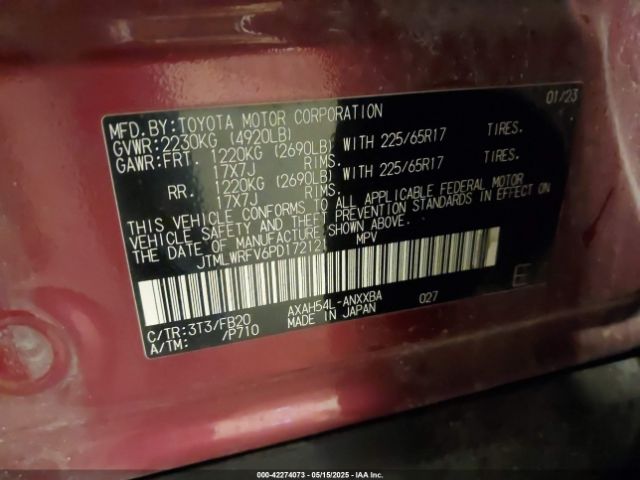 MFD.BY:TOYOTA MOTOR CORPORATION 01/23
GVWR:2230KG (4920LB)
GAWR:FRT. 1220KG (2690LB) WITH 225/65R17 TIRES.
17X7J RIMS.
RR. 1220KG (2690LB) WITH 225/65R17 TIRES.
17X7J RIMS.
THIS VEHICLE CONFORMS TO ALL APPLICABLE FEDERAL MOTOR
VEHICLE SAFETY AND THEFT PREVENTION STANDARDS IN EFFECT ON
THE DATE OF MANUFACTURE SHOWN ABOVE.
JTMLWRFV6PD172121 MPV
E
C/TR:3T3/FB20 AXAH54L-ANXXBA 027
A/TM: /P710 MADE IN JAPAN
000-42274073 — 05/15/2025 — IAA Inc.